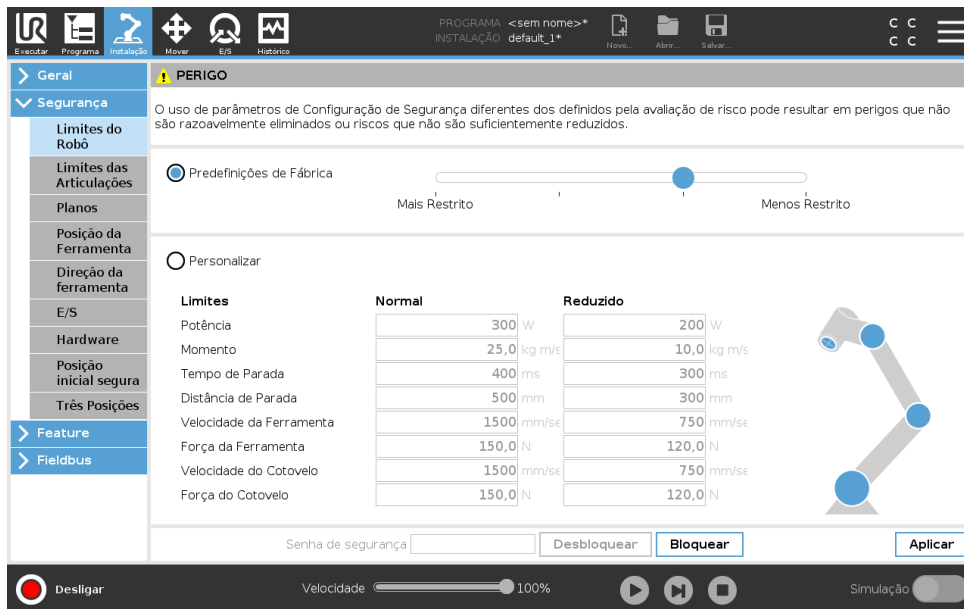 PROGRAMA <sem nome>*
INSTALAÇÃO default_1*
C C
C C
Executar Programa Instalação Mover E/S Histórico Novo... Abrir... Salvar...
Geral
Segurança
Limites do
Robô
Limites das
Articulações
Planos
Posição da
Ferramenta
Direção da
ferramenta
E/S
Hardware
Posição
inicial segura
Três Posições
Feature
Fieldbus
PERIGO
O uso de parâmetros de Configuração de Segurança diferentes dos definidos pela avaliação de risco pode resultar em perigos que não
são razoavelmente eliminados ou riscos que não são suficientemente reduzidos.
Predefinições de Fábrica
Mais Restrito Menos Restrito
Personalizar
Limites Normal Reduzido
Potência 300 W 200 W
Momento 25,0 kg m/s 10,0 kg m/s
Tempo de Parada 400 ms 300 ms
Distância de Parada 500 mm 300 mm
Velocidade da Ferramenta 1500 mm/se 750 mm/se
Força da Ferramenta 150,0 N 120,0 N
Velocidade do Cotovelo 1500 mm/se 750 mm/se
Força do Cotovelo 150,0 N 120,0 N
Senha de segurança Desbloquear Bloquear Aplicar
Desligar Velocidade 100% Simulação